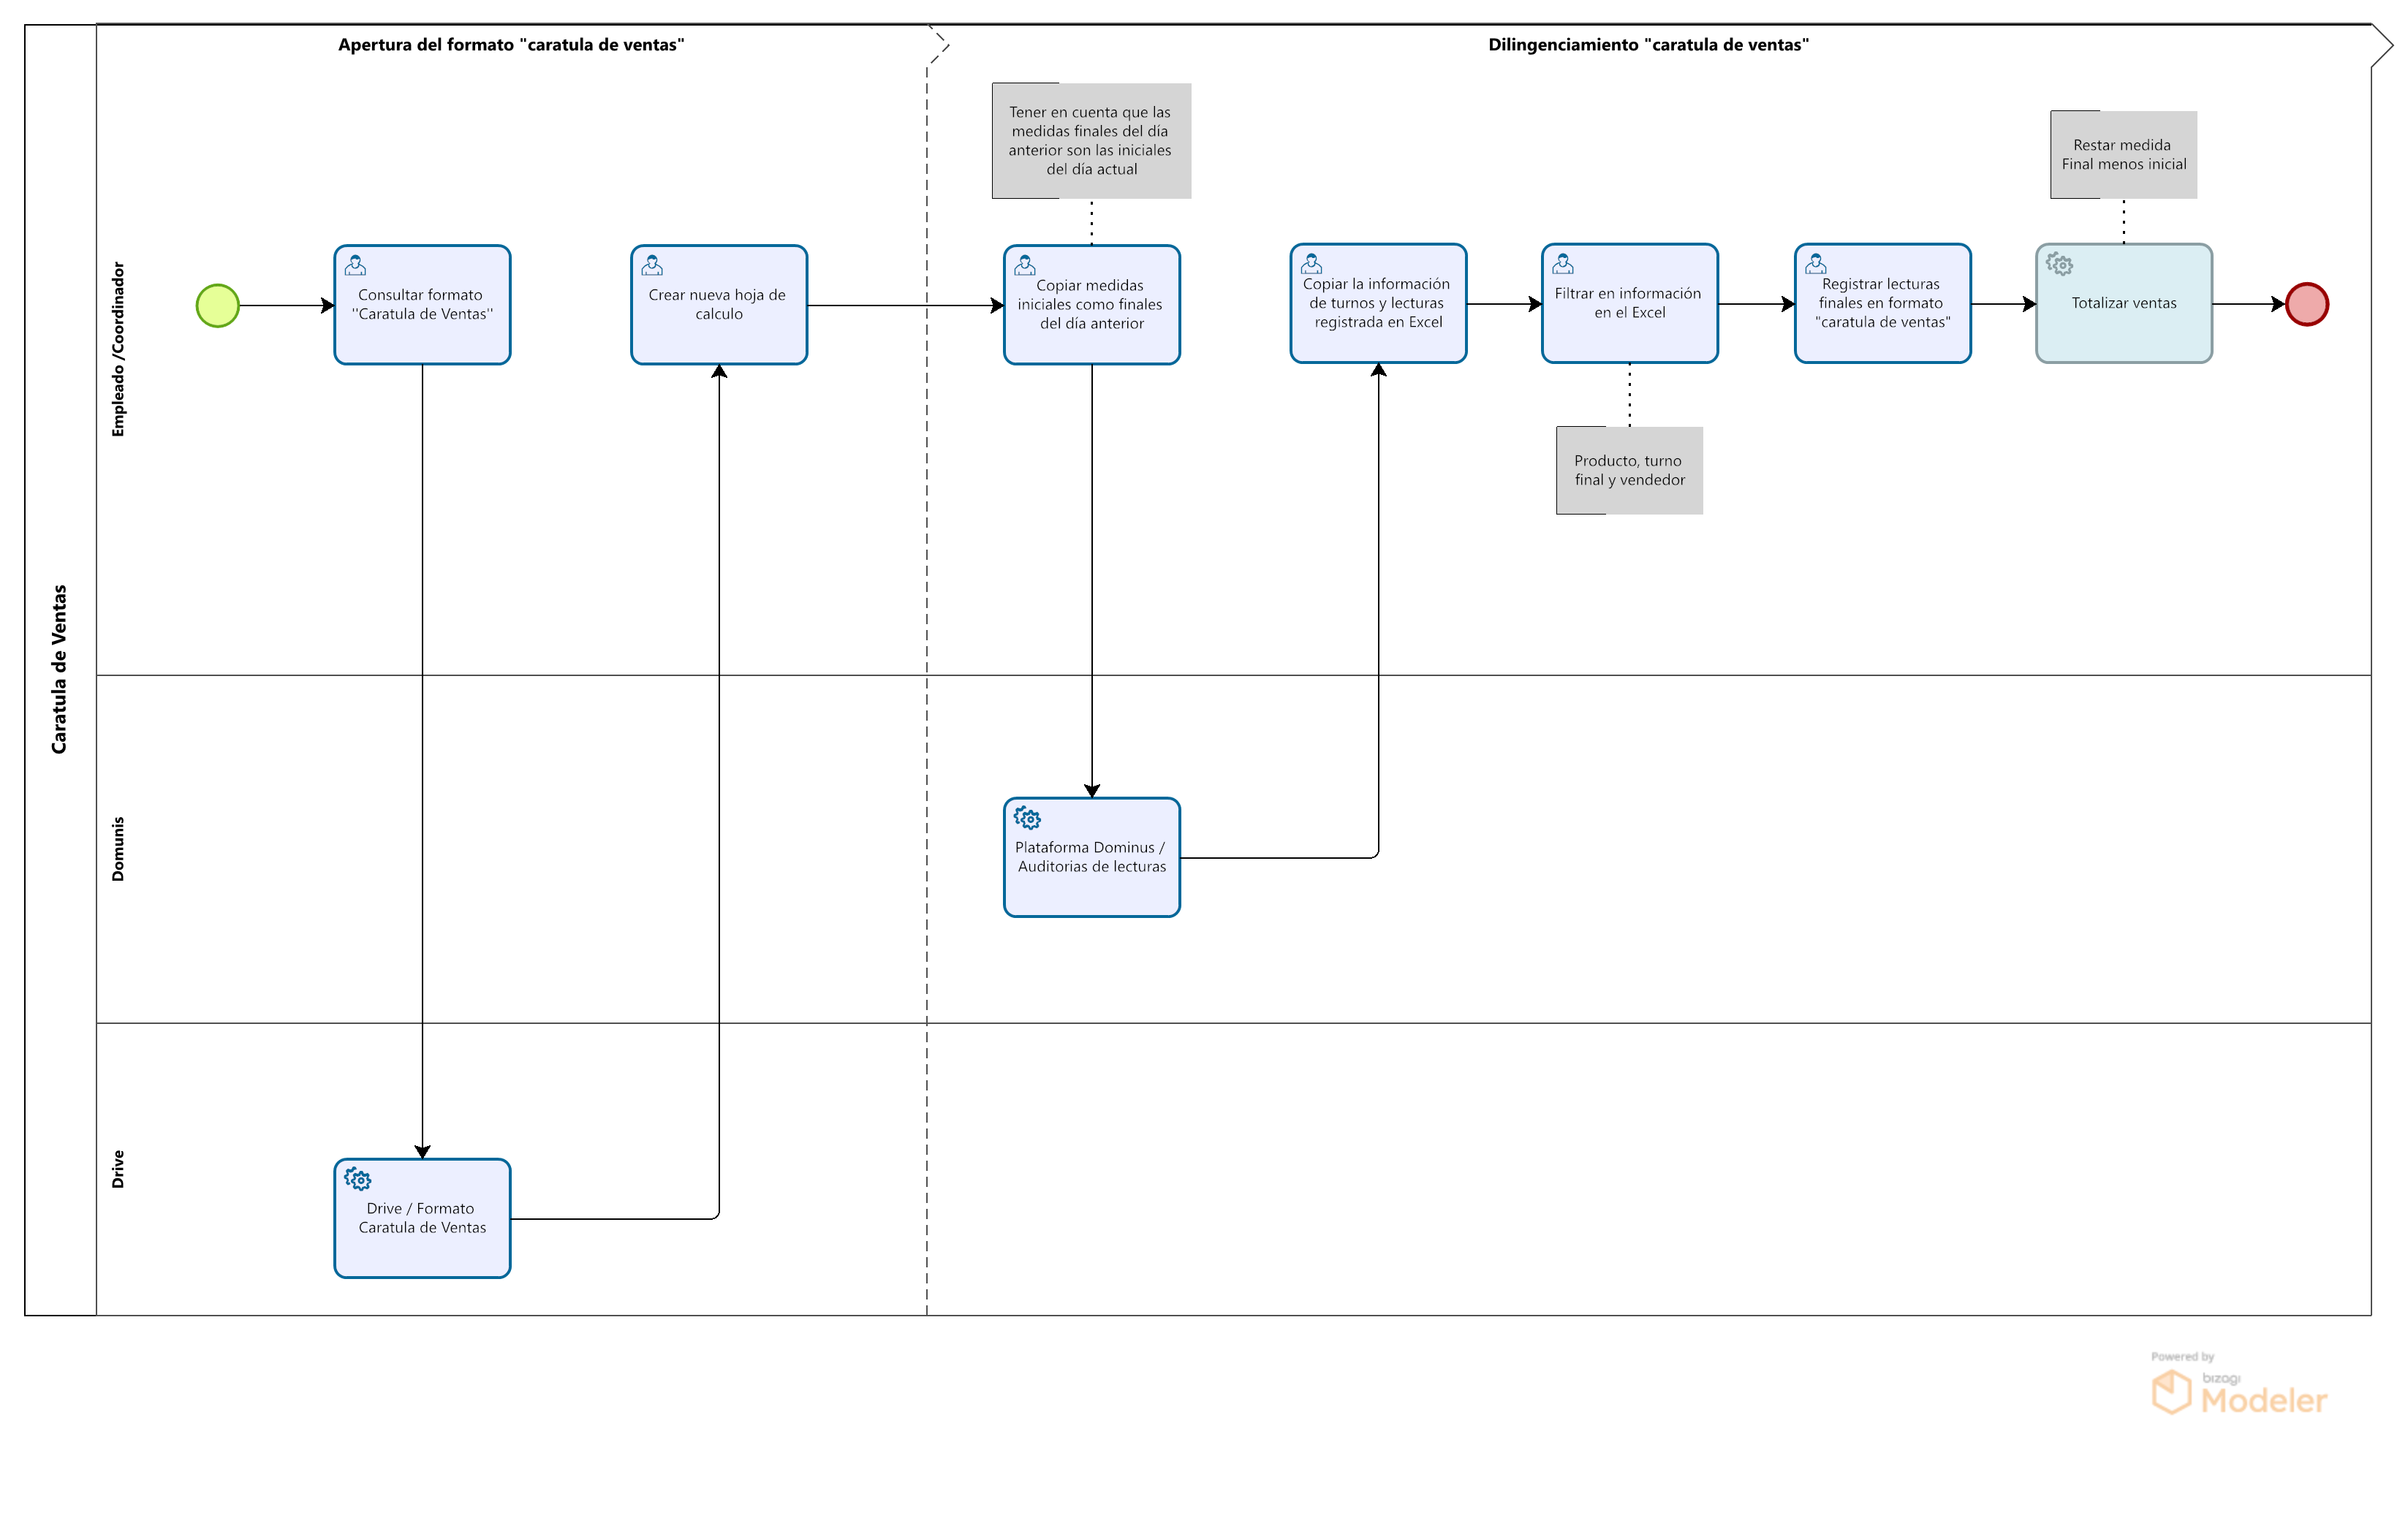 Apertura del formato "caratula de ventas"
Dilingenciamiento "caratula de ventas"
Caratula de Ventas
Empleado /Coordinador
Tener en cuenta que las
medidas finales del día
anterior son las iniciales
del día actual
Restar medida
Final menos inicial
Consultar formato
"Caratula de Ventas"
Crear nueva hoja de
calculo
Copiar medidas
iniciales como finales
del día anterior
Copiar la información
de turnos y lecturas
registrada en Excel
Filtrar en información
en el Excel
Registrar lecturas
finales en formato
"caratula de ventas"
Totalizar ventas
Producto, turno
final y vendedor
Domunis
Plataforma Dominus /
Auditorias de lecturas
Drive
Drive / Formato
Caratula de Ventas
Powered by
bizagi
Modeler